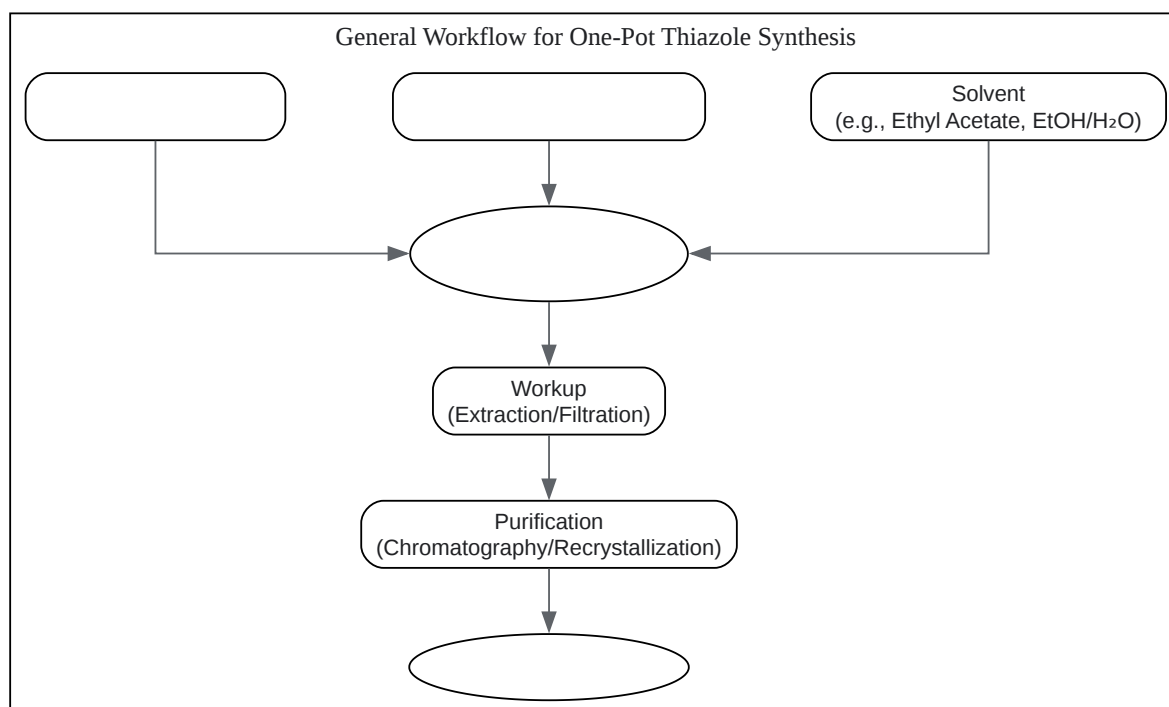 General Workflow for One-Pot Thiazole Synthesis
Solvent
(e.g., Ethyl Acetate, EtOH/H₂O)
Workup
(Extraction/Filtration)
Purification
(Chromatography/Recrystallization)